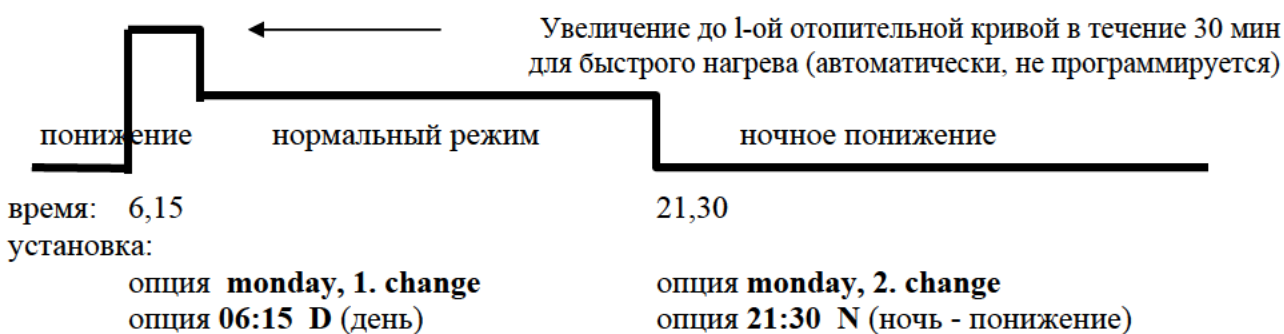 Увеличение до 1-ой отопительной кривой в течение 30 мин
для быстрого нагрева (автоматически, не программируется)
понижение нормальный режим ночное понижение
время: 6,15 21,30
установка:
опция monday, 1. change опция monday, 2. change
опция 06:15 D (день) опция 21:30 N (ночь - понижение)